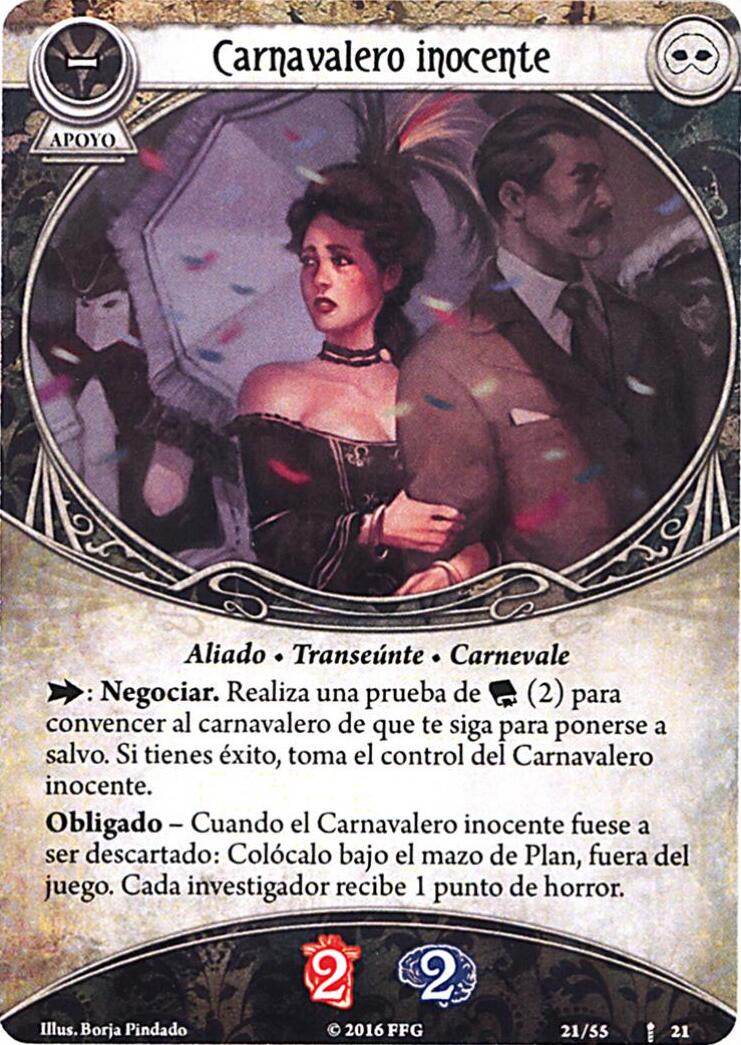 Carnavalero inocente
–
APOYO
Aliado • Transeúnte • Carnevale
: Negociar. Realiza una prueba de (2) para
convencer al carnavalero de que te siga para ponerse a
salvo. Si tienes éxito, toma el control del Carnavalero
inocente.
Obligado – Cuando el Carnavalero inocente fuese a
ser descartado: Colócalo bajo el mazo de Plan, fuera del
juego. Cada investigador recibe 1 punto de horror.
2 2
Illus. Borja Pindado © 2016 FFG 21/55 21